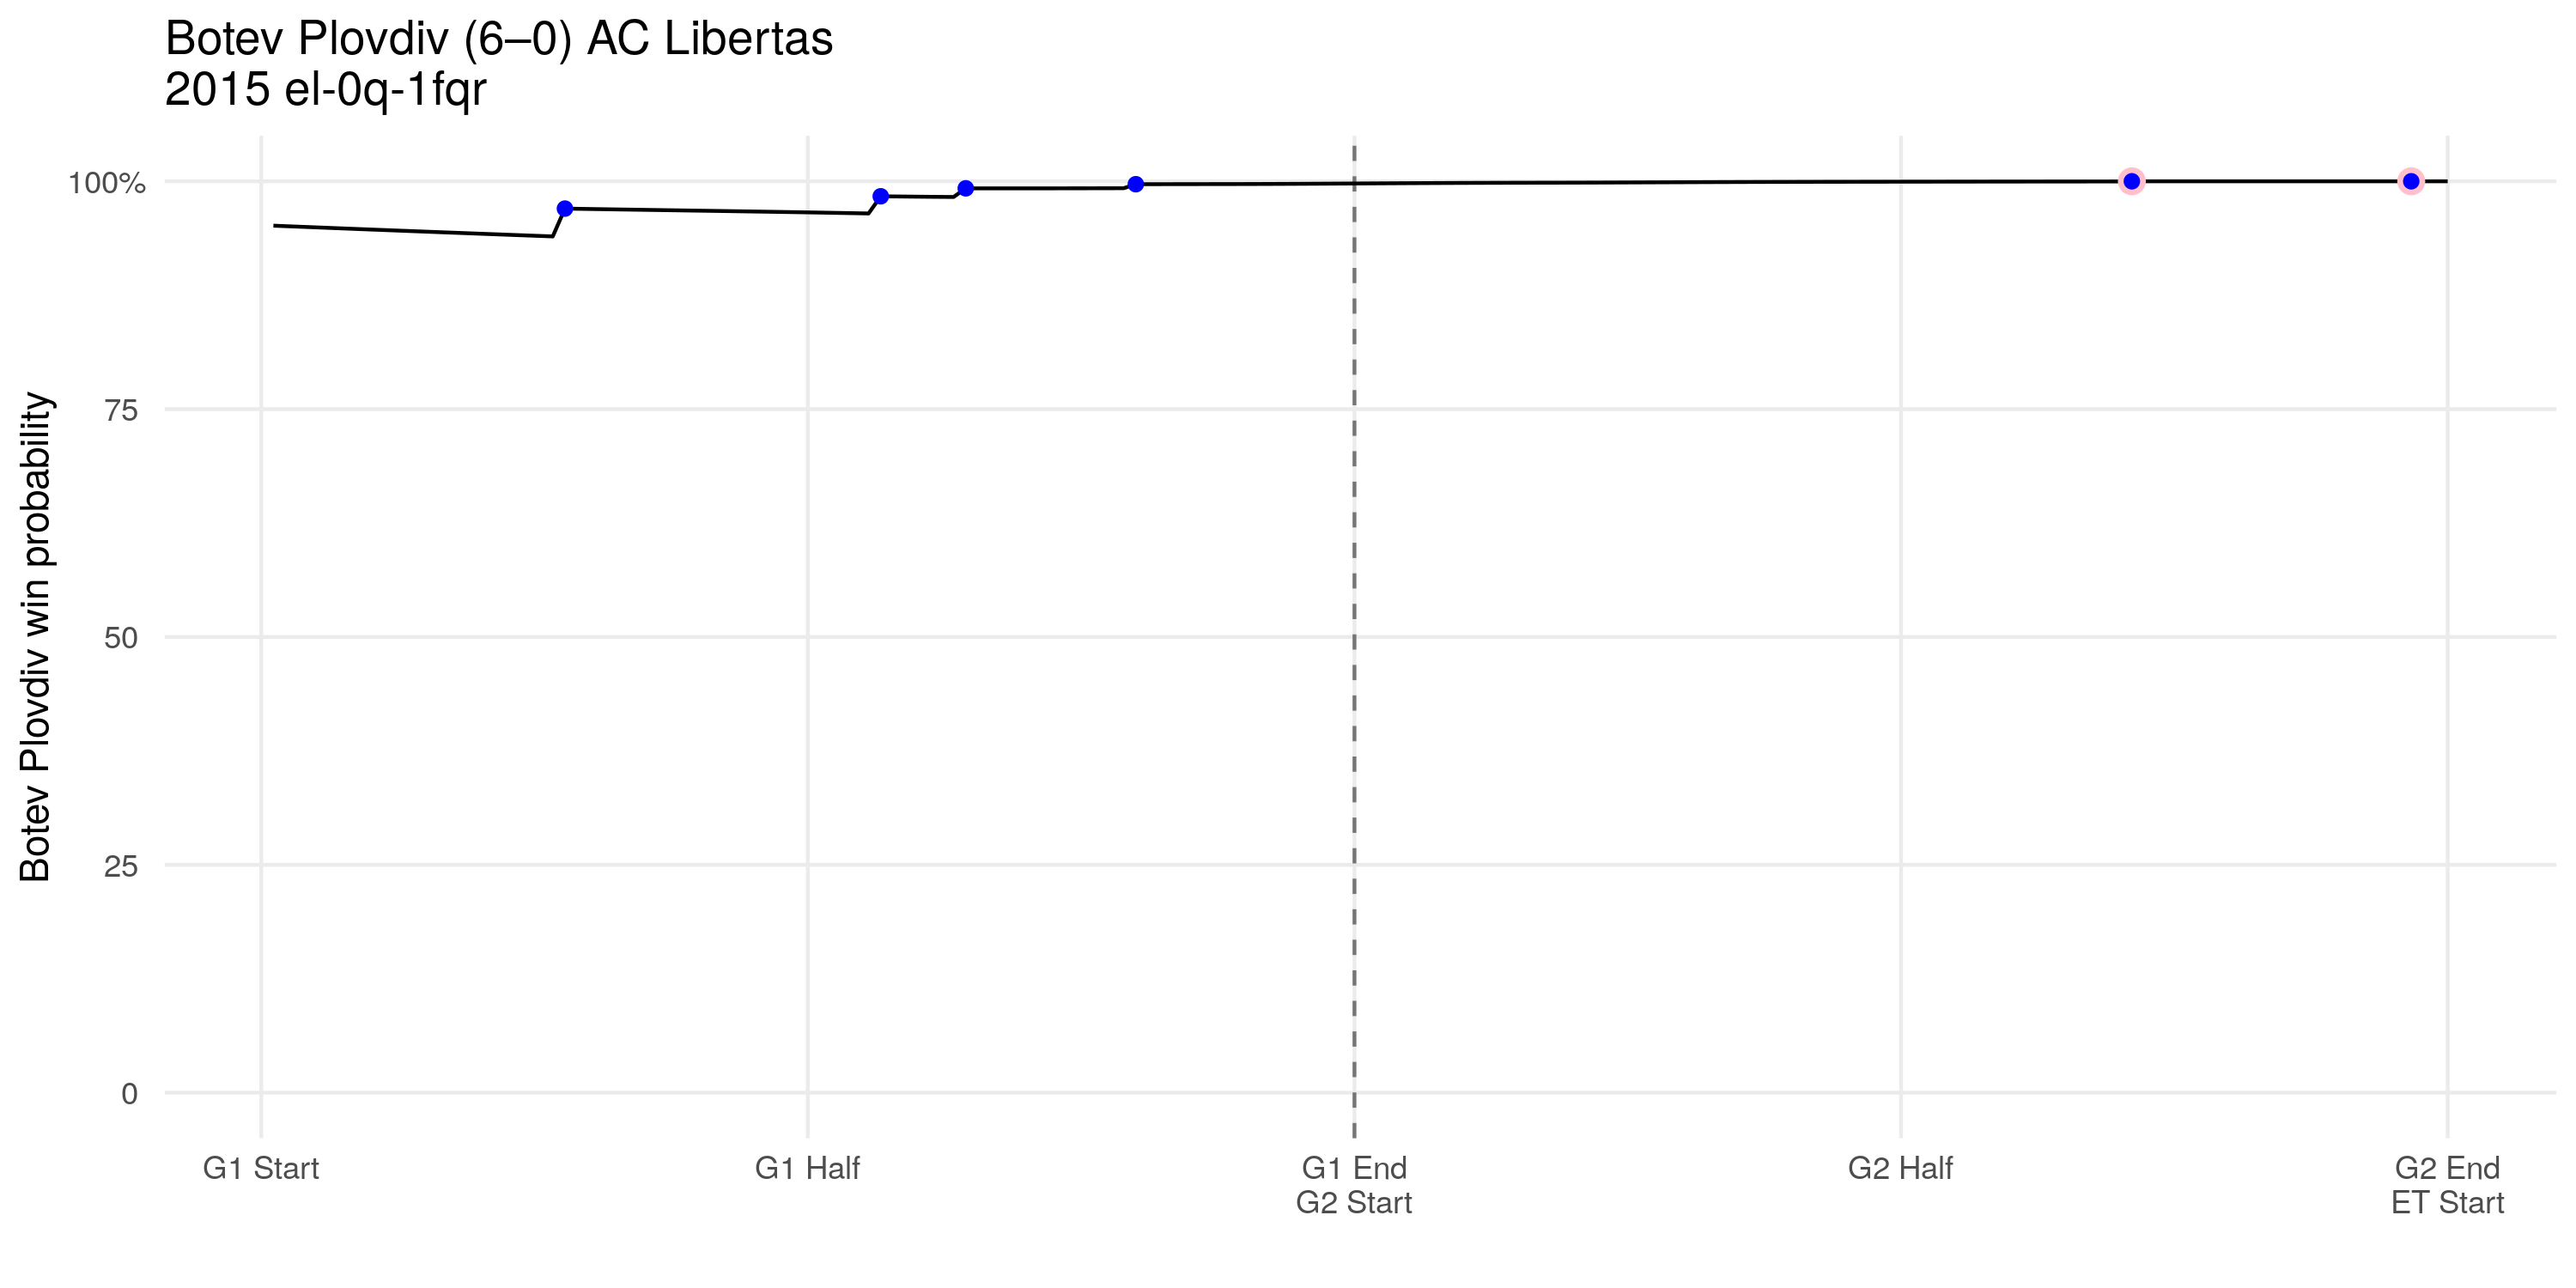 Botev Plovdiv (6–0) AC Libertas
2015 el-0q-1fqr
Botev Plovdiv win probability
100%
75
50
25
0
G1 Start
G1 Half
G1 End
G2 Start
G2 Half
G2 End
ET Start